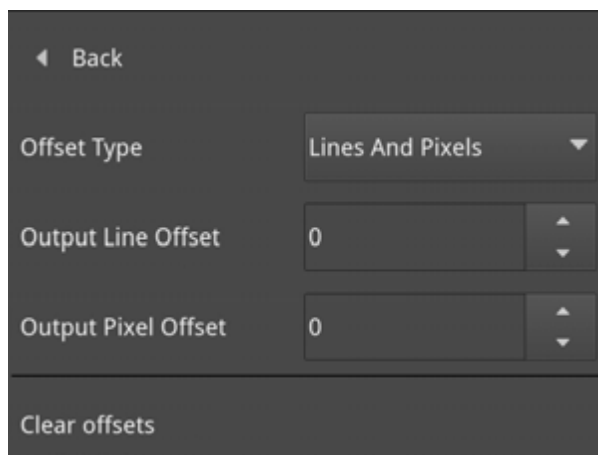 Back
Offset Type Lines And Pixels
Output Line Offset 0
Output Pixel Offset 0
Clear offsets